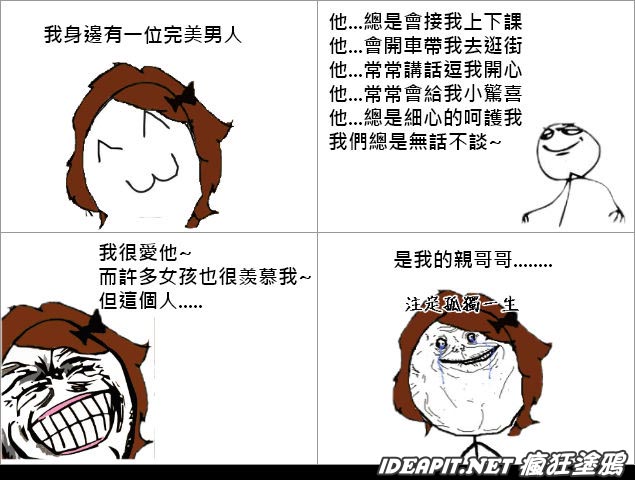 我身邊有一位完美男人
他...總是會接我上下課
他...會開車帶我去逛街
他...常常講話逗我開心
他...常常會給我小驚喜
他...總是細心的呵護我
我們總是無話不談~
我很愛他~
而許多女孩也很羨慕我~
但這個人.....
是我的親哥哥........
注定孤獨一生
IDEAPIT.NET 瘋狂塗鴉